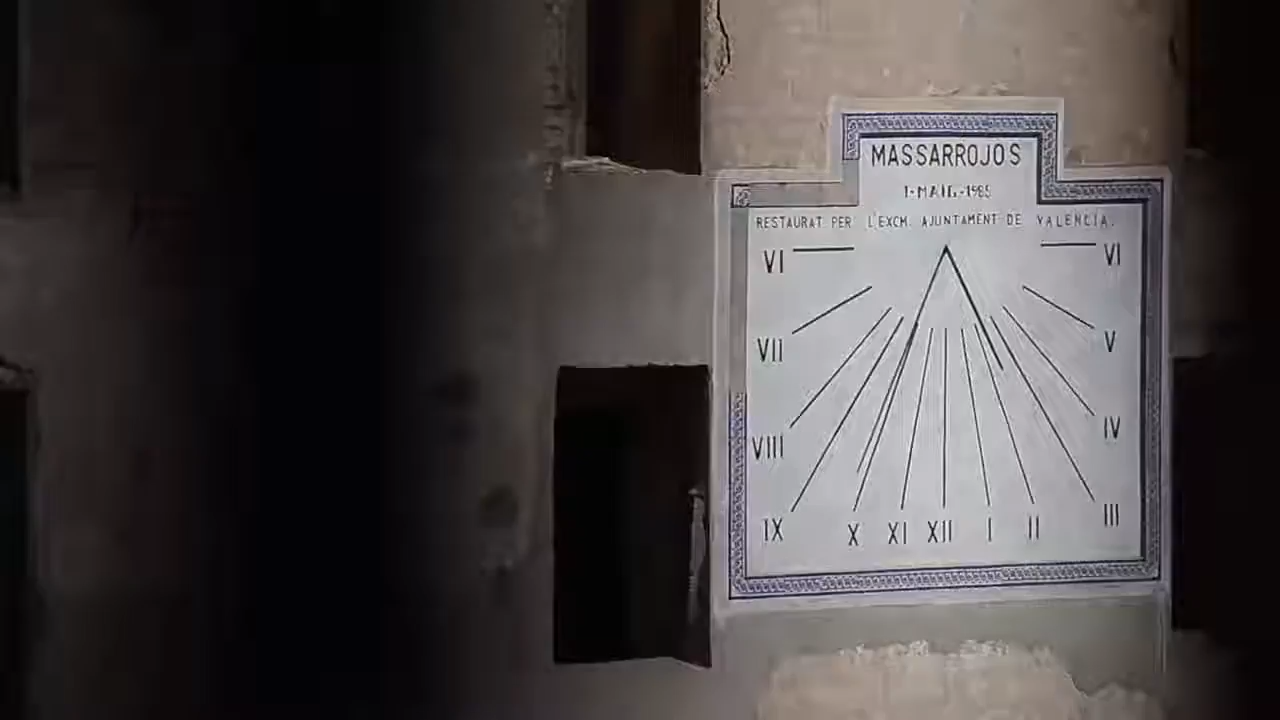 MASSARROJOS
1-MAIG-1985
RESTAURAT PER L'EXCM. AJUNTAMENT DE VALENCIA.
VI VI
VII V
VIII IV
IX X XI XII I II III